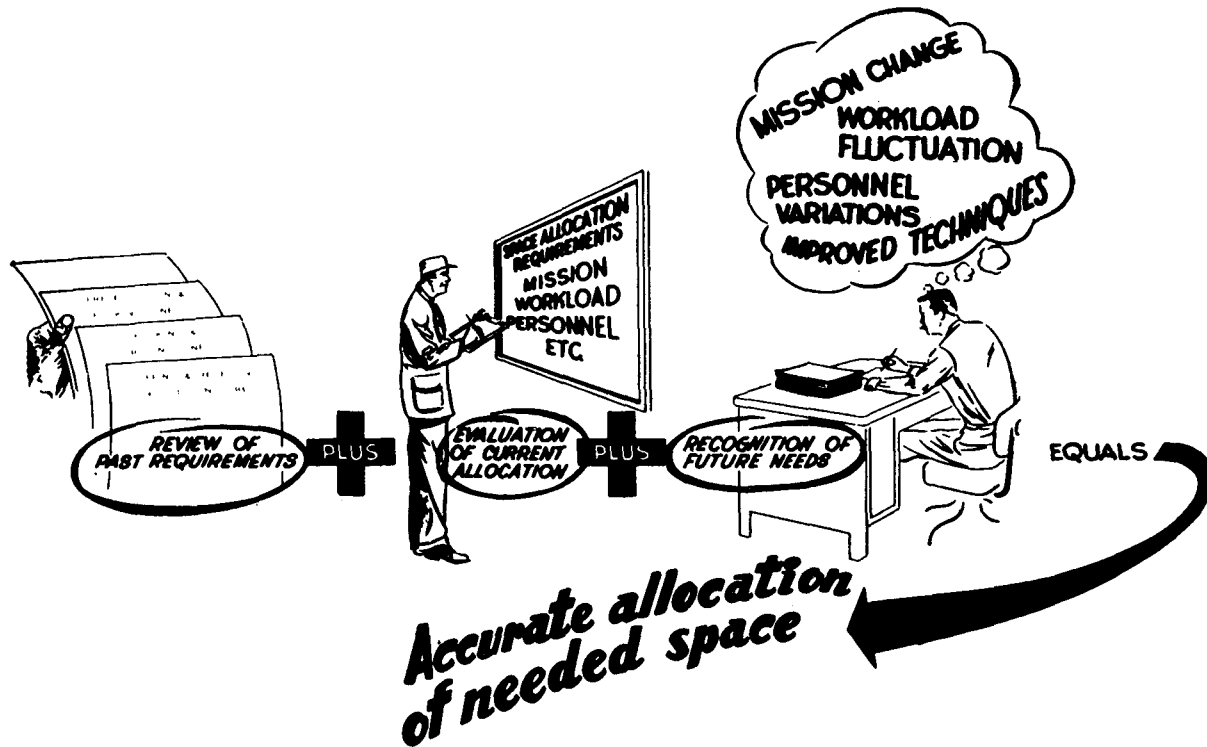 MISSION CHANGE
WORKLOAD
FLUCTUATION
PERSONNEL
VARIATIONS
IMPROVED TECHNIQUES
SPACE ALLOCATION
REQUIREMENTS
MISSION
WORKLOAD
PERSONNEL
ETC.
REVIEW OF
PAST REQUIREMENTS
PLUS
EVALUATION
OF CURRENT
ALLOCATION
PLUS
RECOGNITION OF
FUTURE NEEDS
EQUALS
Accurate allocation
of needed space